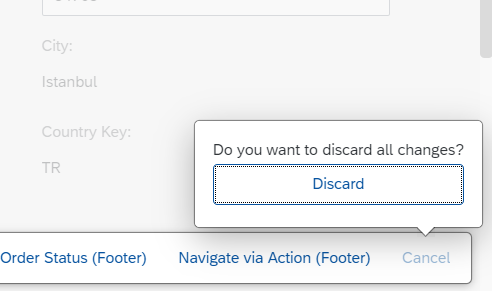 City:
Istanbul
Country Key:
TR
Do you want to discard all changes?
Discard
Order Status (Footer) Navigate via Action (Footer) Cancel